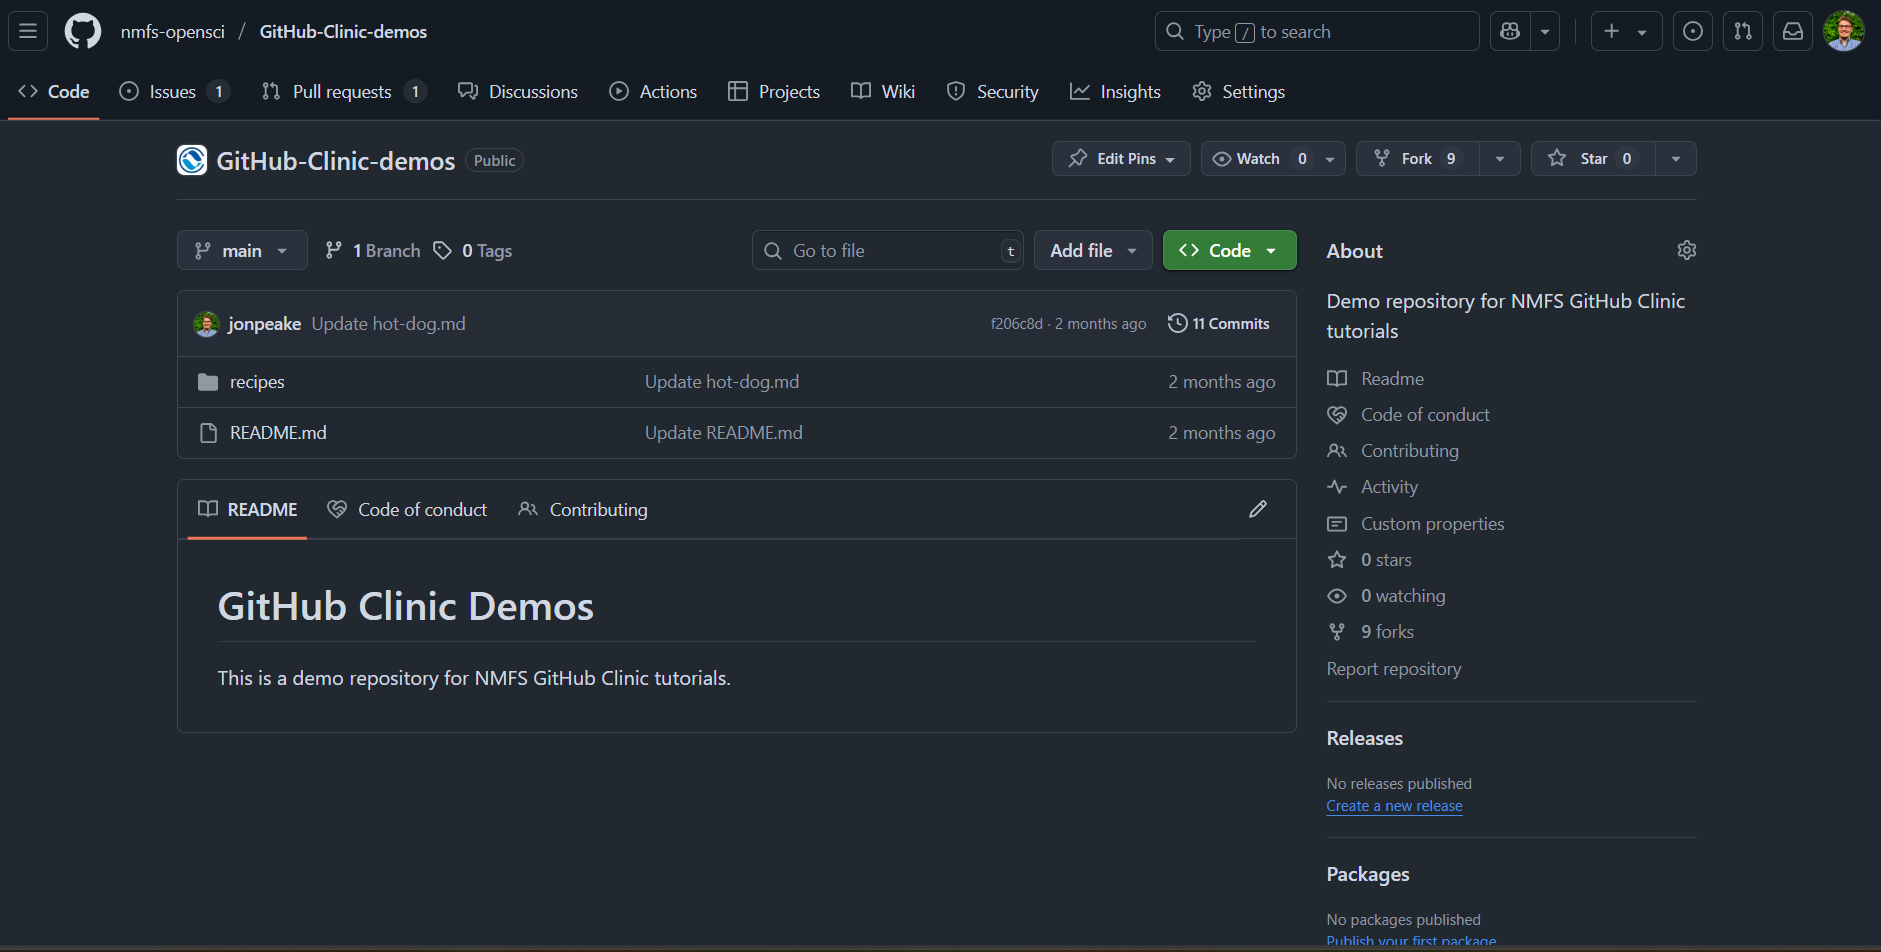 nmfs-opensci / GitHub-Clinic-demos
Type / to search
Code
Issues 1
Pull requests 1
Discussions
Actions
Projects
Wiki
Security
Insights
Settings
GitHub-Clinic-demos Public
Edit Pins
Watch 0
Fork 9
Star 0
main
1 Branch
0 Tags
Go to file t
Add file
Code
jonpeake Update hot-dog.md f206c8d · 2 months ago 11 Commits
recipes Update hot-dog.md 2 months ago
README.md Update README.md 2 months ago
README
Code of conduct
Contributing
GitHub Clinic Demos
This is a demo repository for NMFS GitHub Clinic tutorials.
About
Demo repository for NMFS GitHub Clinic
tutorials
Readme
Code of conduct
Contributing
Activity
Custom properties
0 stars
0 watching
9 forks
Report repository
Releases
No releases published
Create a new release
Packages
No packages published
Publish your first package